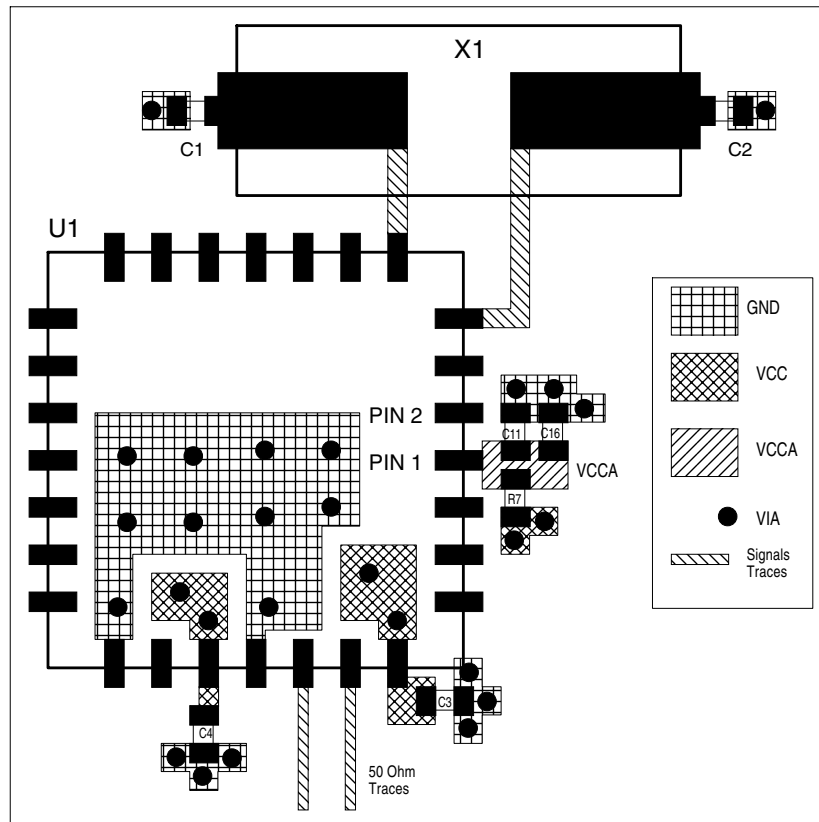 X1
C1
C2
U1
GND
VCC
PIN 2
C11
C16
PIN 1
VCCA
VCCA
R7
VIA
Signals
Traces
C3
C4
50 Ohm
Traces